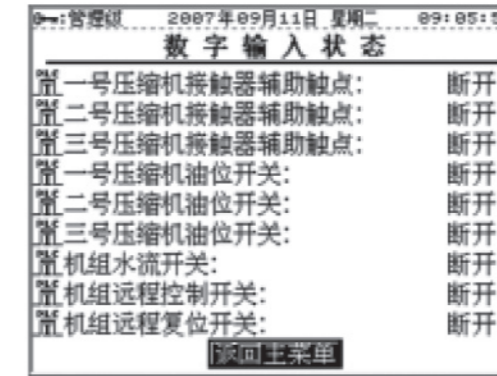 :管理级 2007年09月11日 星期二 09:05:5
数字输入状态
一号压缩机接触器辅助触点: 断开
二号压缩机接触器辅助触点: 断开
三号压缩机接触器辅助触点: 断开
一号压缩机油位开关: 断开
二号压缩机油位开关: 断开
三号压缩机油位开关: 断开
机组水流开关: 断开
机组远程控制开关: 断开
机组远程复位开关: 断开
返回主菜单